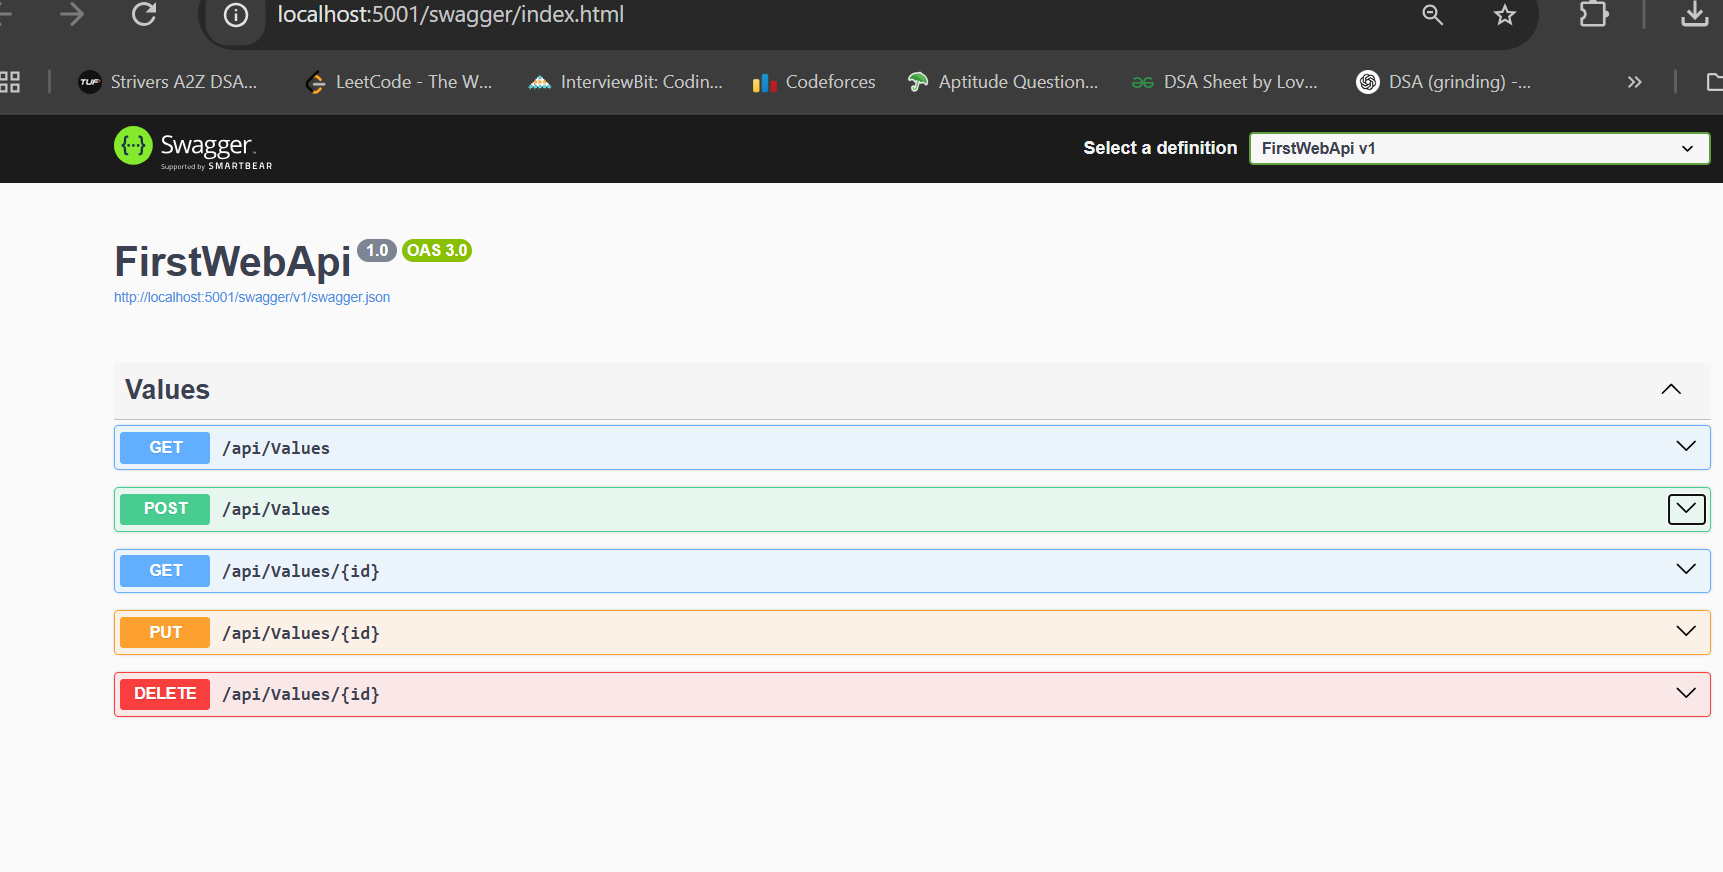 localhost:5001/swagger/index.html
TUF Strivers A2Z DSA... LeetCode - The W... InterviewBit: Codin... Codeforces Aptitude Question... DSA Sheet by Lov... DSA (grinding) -... »
{···} Swagger™ Select a definition FirstWebApi v1
Supported by SMARTBEAR
FirstWebApi 1.0 OAS 3.0
http://localhost:5001/swagger/v1/swagger.json
Values
GET /api/Values
POST /api/Values
GET /api/Values/{id}
PUT /api/Values/{id}
DELETE /api/Values/{id}